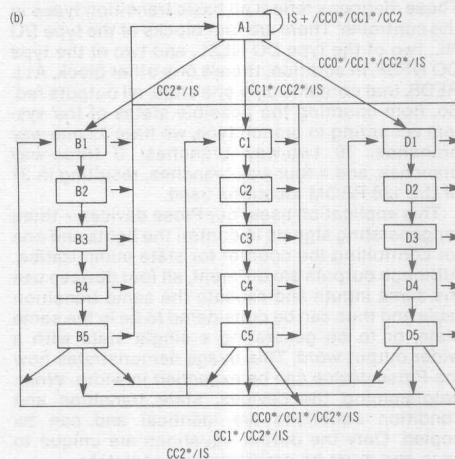 (b)
A1
IS + /CC0*/CC1*/CC2
CC0*/CC1*/CC2*/IS
CC2*/IS
CC1*/CC2*/IS
B1
C1
D1
B2
C2
D2
B3
C3
D3
B4
C4
D4
B5
C5
D5
CC0*/CC1*/CC2*/IS
CC1*/CC2*/IS
CC2*/IS